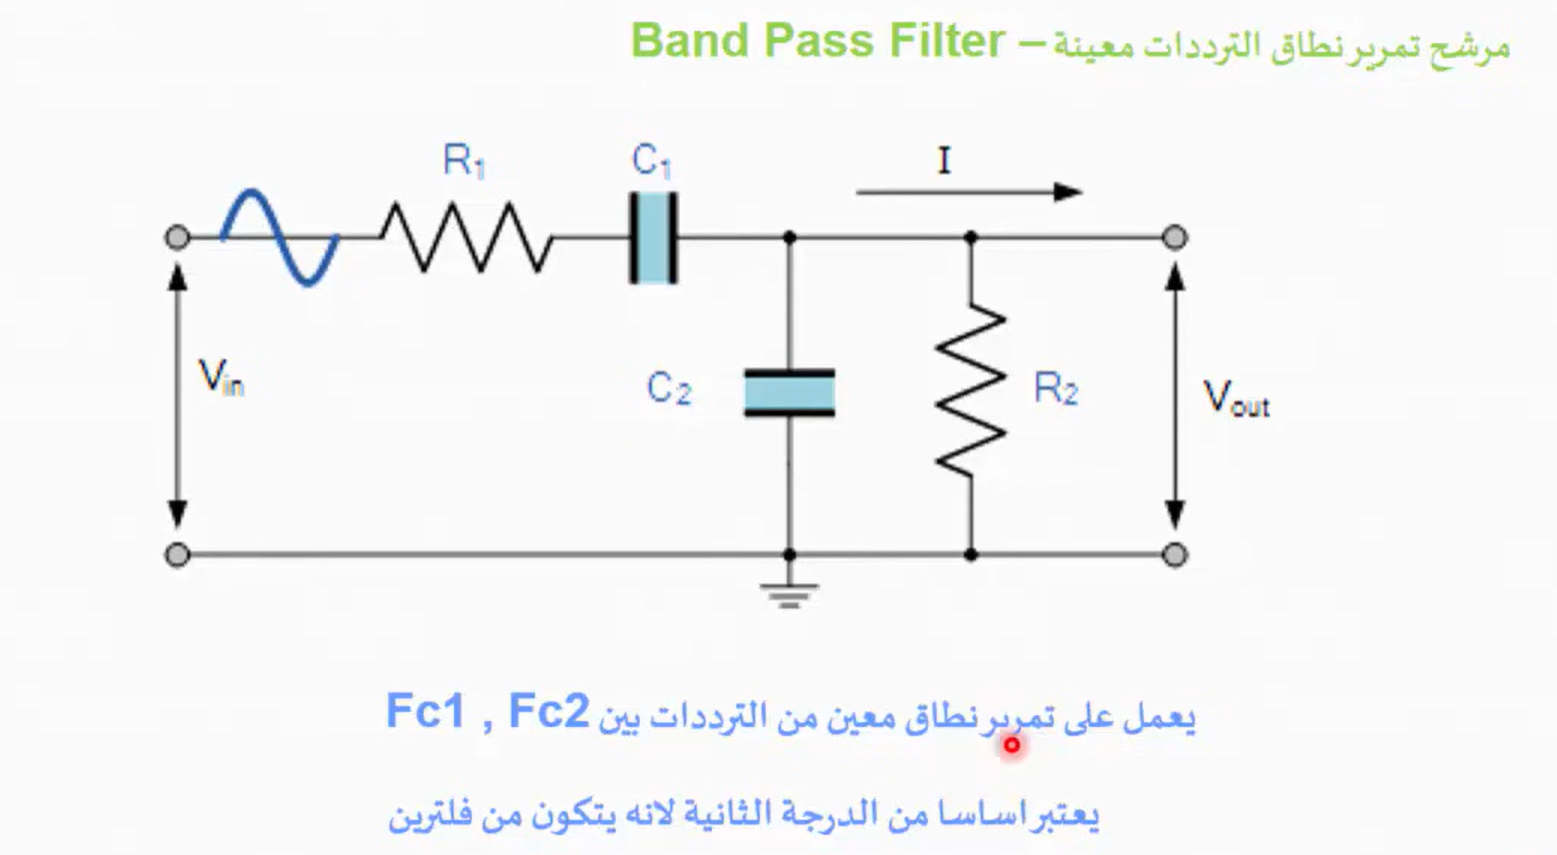 مرشح تمرير نطاق الترددات معينة – Band Pass Filter
R1
C1
I
Vin
C2
R2
Vout
يعمل على تمرير نطاق معين من الترددات بين Fc1 , Fc2
يعتبر اساسا من الدرجة الثانية لانه يتكون من فلترين